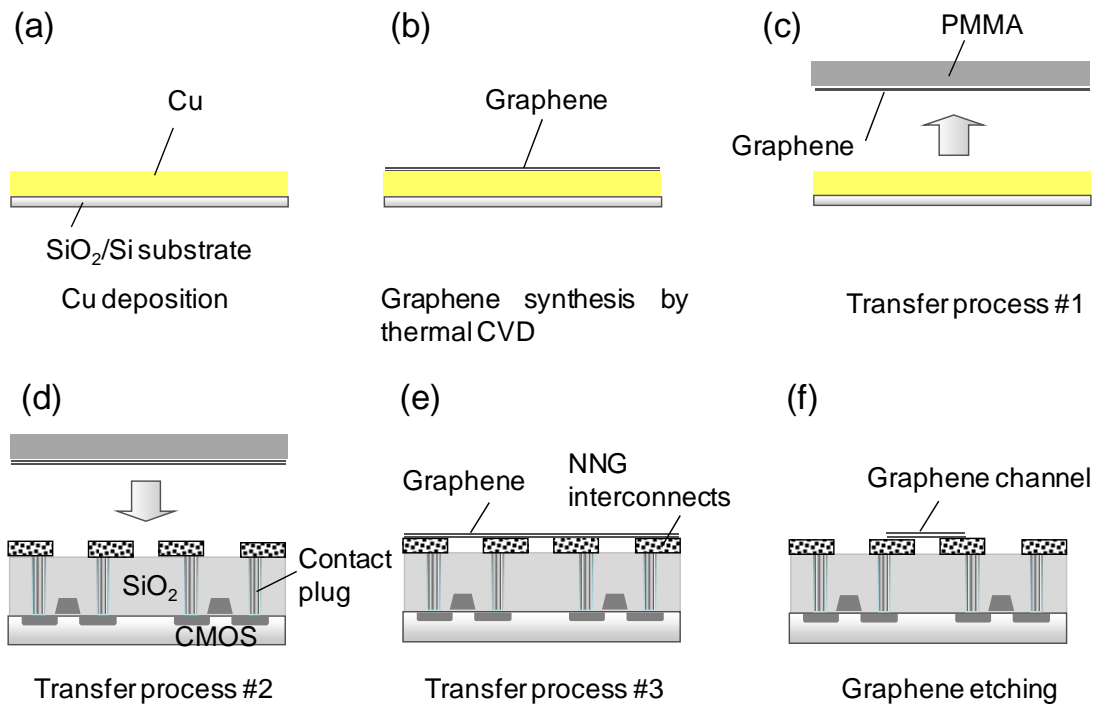 (a)
Cu
SiO₂/Si substrate
Cu deposition
(b)
Graphene
Graphene synthesis by
thermal CVD
(c)
PMMA
Graphene
Transfer process #1
(d)
SiO₂
Contact
plug
CMOS
Transfer process #2
(e)
Graphene
NNG
interconnects
Transfer process #3
(f)
Graphene channel
Graphene etching